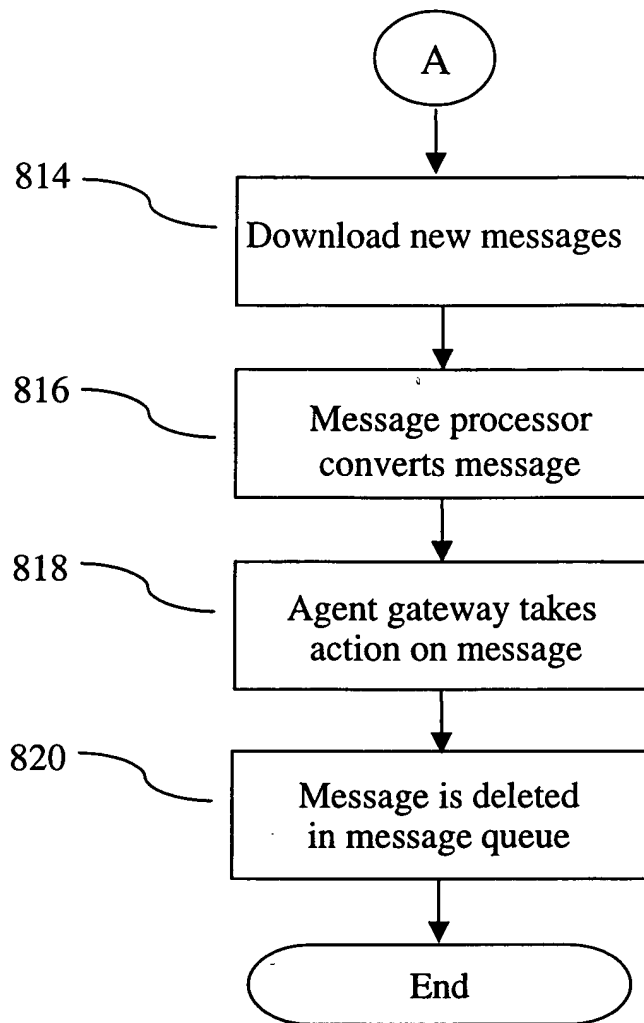 A
814
Download new messages
816
Message processor
converts message
818
Agent gateway takes
action on message
820
Message is deleted
in message queue
End